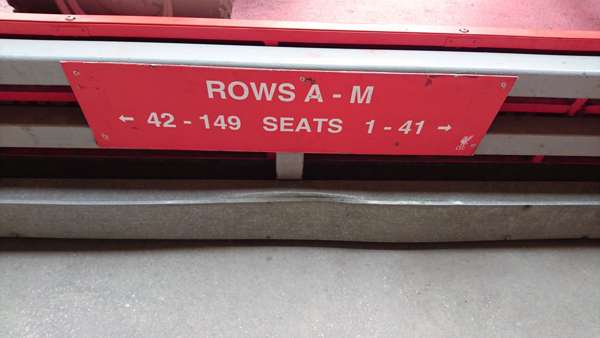 ROWS A - M
← 42 - 149 SEATS 1 - 41 →